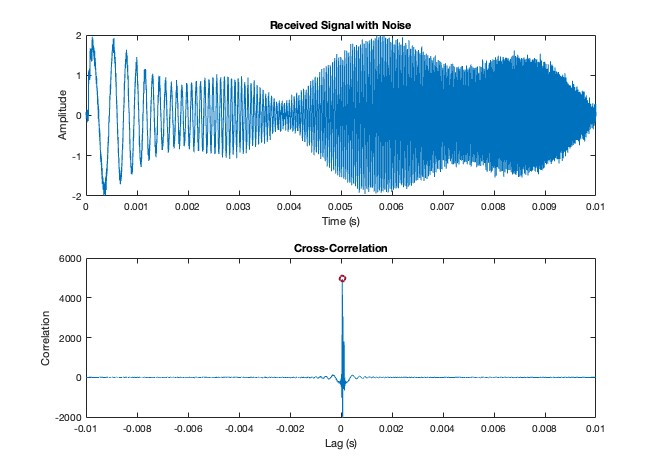 Received Signal with Noise
2
1
0
-1
-2
Amplitude
0 0.001 0.002 0.003 0.004 0.005 0.006 0.007 0.008 0.009 0.01
Time (s)
Cross-Correlation
6000
4000
2000
0
-2000
Correlation
-0.01 -0.008 -0.006 -0.004 -0.002 0 0.002 0.004 0.006 0.008 0.01
Lag (s)